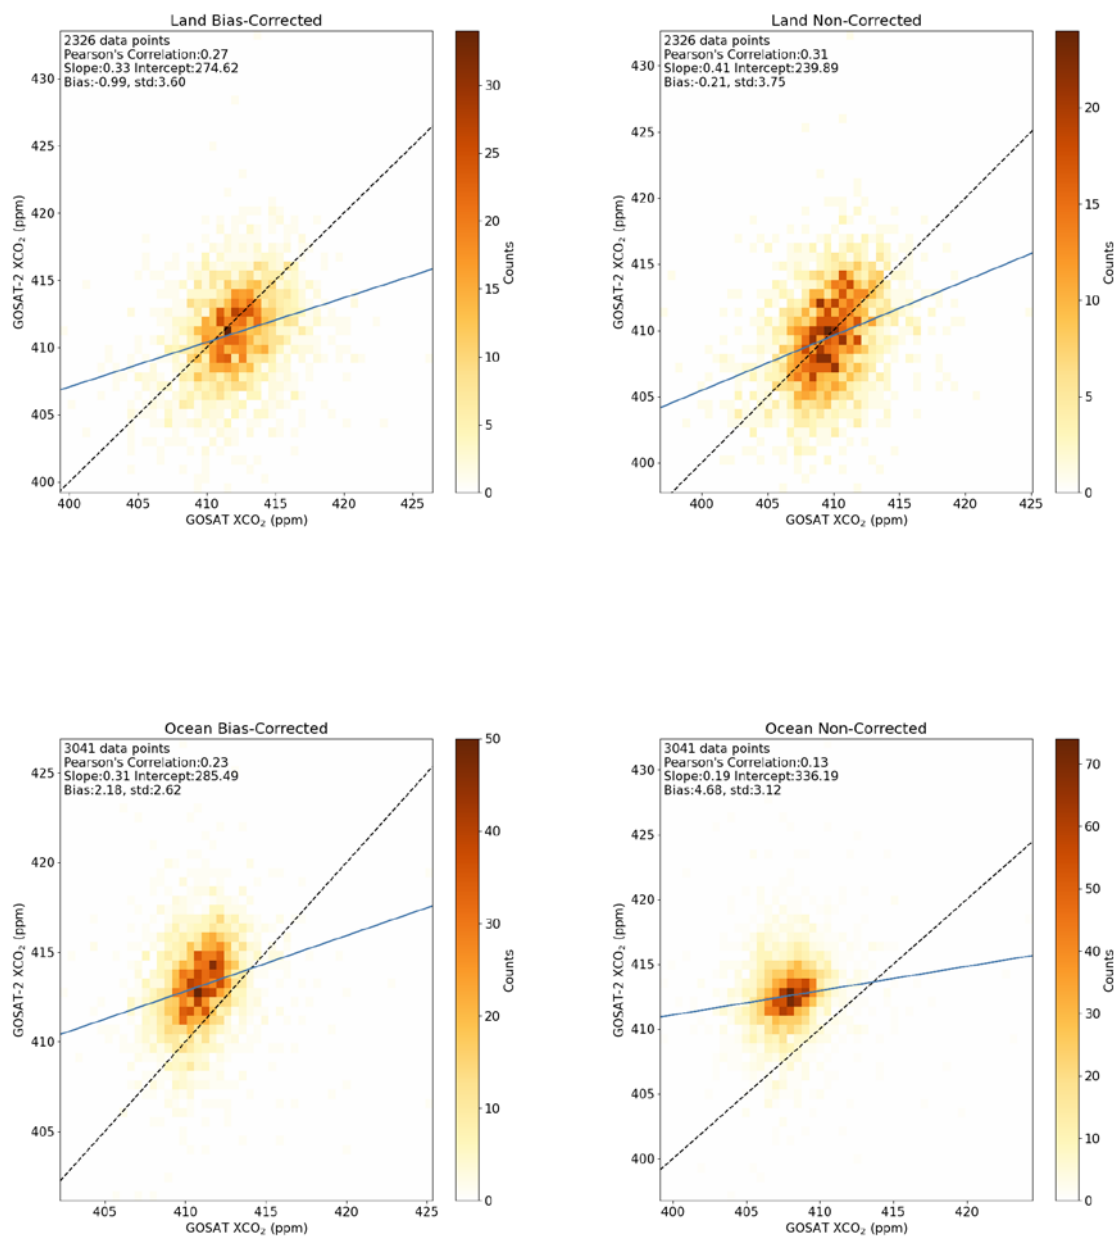 Land Bias-Corrected
2326 data points
Pearson's Correlation:0.27
Slope:0.33 Intercept:274.62
Bias:-0.99, std:3.60
430
425
420
415
410
405
400
GOSAT-2 XCO₂ (ppm)
400 405 410 415 420 425
GOSAT XCO₂ (ppm)
30
25
20
15
10
5
0
Counts
Land Non-Corrected
2326 data points
Pearson's Correlation:0.31
Slope:0.41 Intercept:239.89
Bias:-0.21, std:3.75
430
425
420
415
410
405
400
GOSAT-2 XCO₂ (ppm)
400 405 410 415 420 425
GOSAT XCO₂ (ppm)
20
15
10
5
0
Counts
Ocean Bias-Corrected
3041 data points
Pearson's Correlation:0.23
Slope:0.31 Intercept:285.49
Bias:2.18, std:2.62
425
420
415
410
405
GOSAT-2 XCO₂ (ppm)
405 410 415 420 425
GOSAT XCO₂ (ppm)
50
40
30
20
10
0
Counts
Ocean Non-Corrected
3041 data points
Pearson's Correlation:0.13
Slope:0.19 Intercept:336.19
Bias:4.68, std:3.12
430
425
420
415
410
405
400
GOSAT-2 XCO₂ (ppm)
400 405 410 415 420
GOSAT XCO₂ (ppm)
70
60
50
40
30
20
10
0
Counts